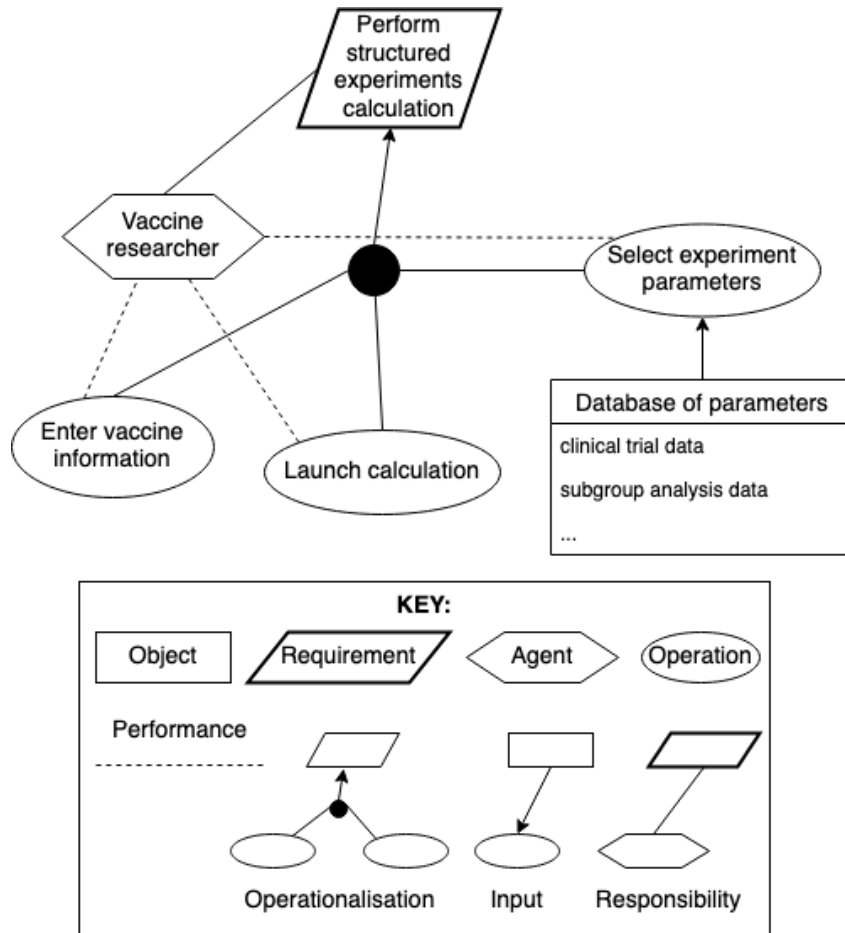 Perform
structured
experiments
calculation
Vaccine
researcher
Select experiment
parameters
Enter vaccine
information
Launch calculation
Database of parameters
clinical trial data
subgroup analysis data
...
KEY:
Object
Requirement
Agent
Operation
Performance
Operationalisation
Input
Responsibility